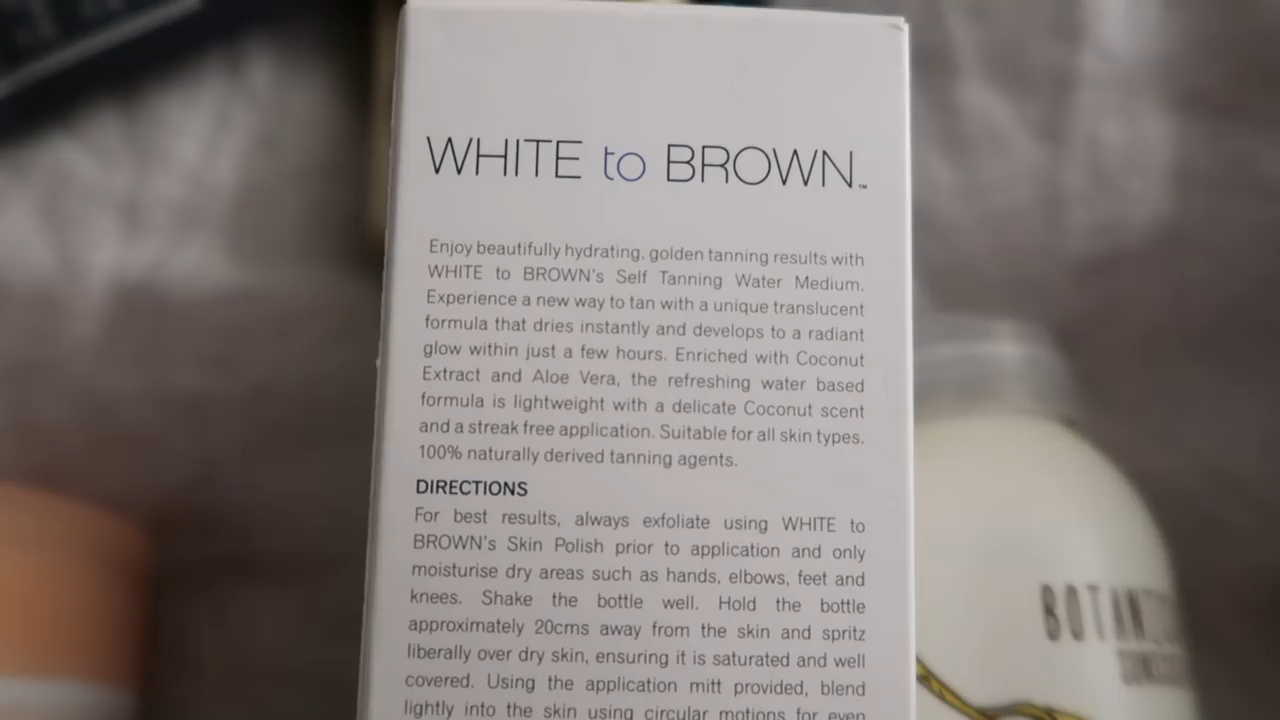 WHITE to BROWN™
Enjoy beautifully hydrating, golden tanning results with
WHITE to BROWN's Self Tanning Water Medium.
Experience a new way to tan with a unique translucent
formula that dries instantly and develops to a radiant
glow within just a few hours. Enriched with Coconut
Extract and Aloe Vera, the refreshing water based
formula is lightweight with a delicate Coconut scent
and a streak free application. Suitable for all skin types.
100% naturally derived tanning agents.
DIRECTIONS
For best results, always exfoliate using WHITE to
BROWN's Skin Polish prior to application and only
moisturise dry areas such as hands, elbows, feet and
knees. Shake the bottle well. Hold the bottle
approximately 20cms away from the skin and spritz
liberally over dry skin, ensuring it is saturated and well
covered. Using the application mitt provided, blend
lightly into the skin using circular motions for even